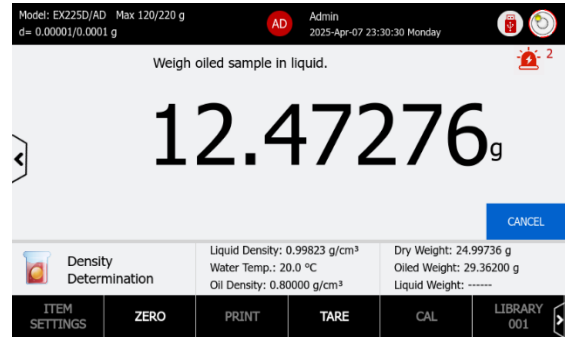 Model: EX225D/AD Max 120/220 g
d= 0.00001/0.0001 g
AD
Admin
2025-Apr-07 23:30:30 Monday
2
Weigh oiled sample in liquid.
12.47276 g
CANCEL
Density
Determination
Liquid Density: 0.99823 g/cm³
Water Temp.: 20.0 ºC
Oil Density: 0.80000 g/cm³
Dry Weight: 24.99736 g
Oiled Weight: 29.36200 g
Liquid Weight: ------
ITEM
SETTINGS
ZERO
PRINT
TARE
CAL
LIBRARY
001